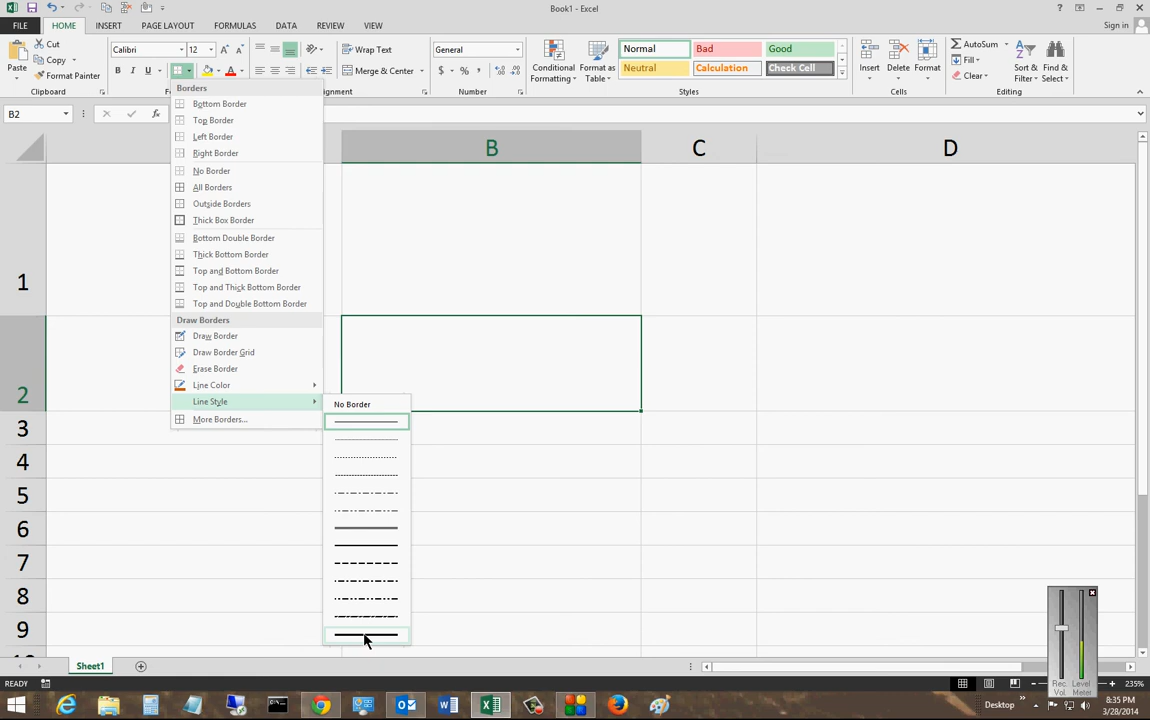 Book1 - Excel
Sign in
FILE HOME INSERT PAGE LAYOUT FORMULAS DATA REVIEW VIEW
Paste
Cut
Copy
Format Painter
Clipboard
Calibri 12
B I U
Wrap Text
Merge & Center
General
$ % ,
Number
Conditional Formatting
Format as Table
Normal Bad Good
Neutral Calculation Check Cell
Styles
Insert Delete Format
Cells
AutoSum
Fill
Clear
Sort & Filter
Find & Select
Editing
B2
fx
B C D
1
2
3
4
5
6
7
8
9
Borders
Bottom Border
Top Border
Left Border
Right Border
No Border
All Borders
Outside Borders
Thick Box Border
Bottom Double Border
Thick Bottom Border
Top and Bottom Border
Top and Thick Bottom Border
Top and Double Bottom Border
Draw Borders
Draw Border
Draw Border Grid
Erase Border
Line Color
Line Style
More Borders...
No Border
Rec. Vol
Level Meter
Sheet1
READY
235%
Desktop
8:35 PM
3/28/2014